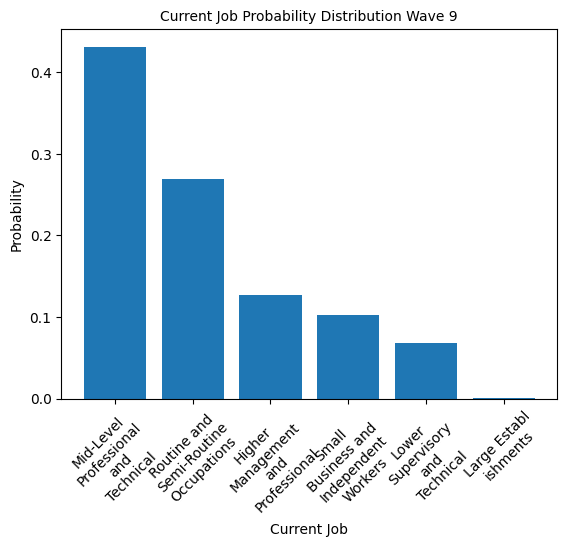 Current Job Probability Distribution Wave 9
Probability
0.4
0.3
0.2
0.1
0.0
Mid-Level
Professional
and
Technical
Routine and
Semi-Routine
Occupations
Higher
Management
and
Professional
Small
Business and
Independent
Workers
Lower
Supervisory
and
Technical
Large Establ
ishments
Current Job